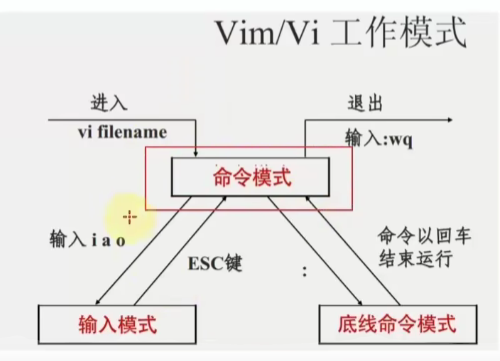 Vim/Vi 工作模式
进入
退出
vi filename
输入:wq
命令模式
输入 i a o
ESC键
:
命令以回车
结束运行
输入模式
底线命令模式